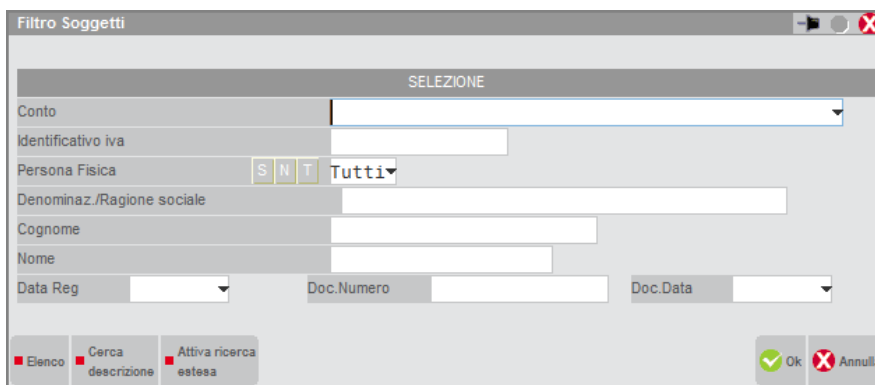 Filtro Soggetti
SELEZIONE
Conto
Identificativo iva
Persona Fisica S N T Tutti
Denominaz./Ragione sociale
Cognome
Nome
Data Reg Doc.Numero Doc.Data
Elenco Cerca descrizione Attiva ricerca estesa Ok Annull